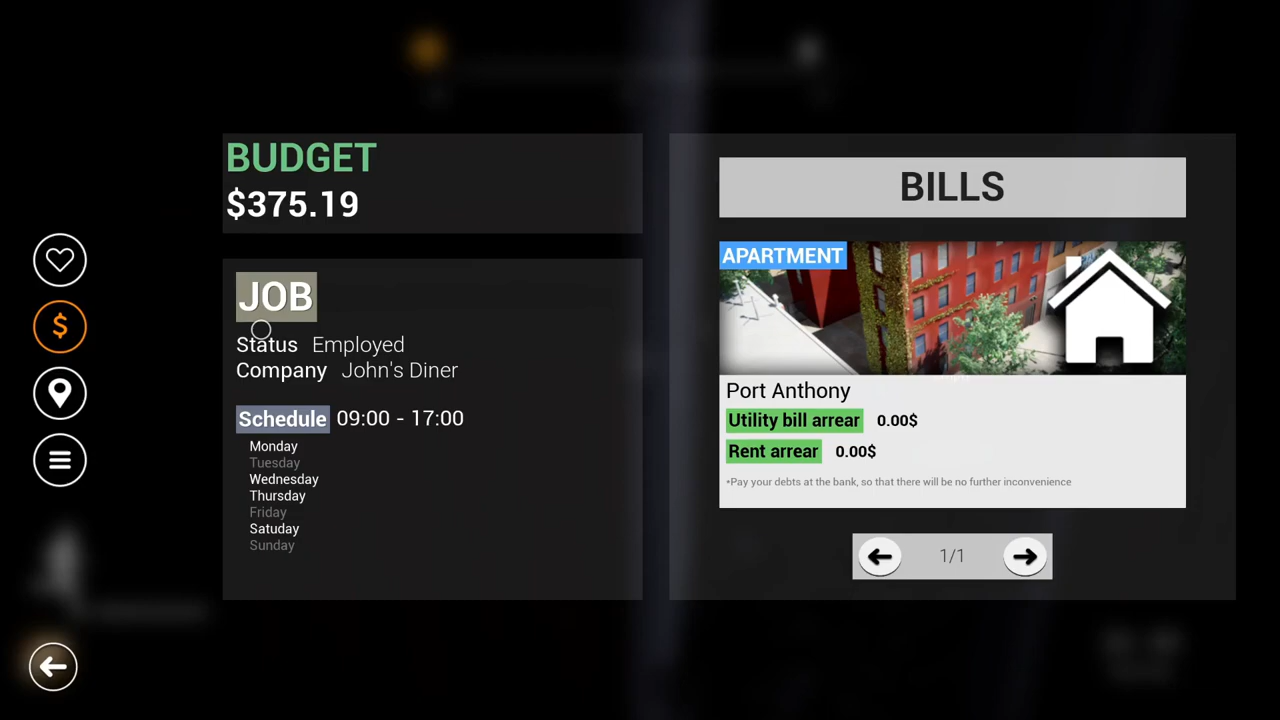 BUDGET
$375.19
JOB
Status Employed
Company John's Diner
Schedule 09:00 - 17:00
Monday
Tuesday
Wednesday
Thursday
Friday
Satuday
Sunday
BILLS
APARTMENT
Port Anthony
Utility bill arrear 0.00$
Rent arrear 0.00$
*Pay your debts at the bank, so that there will be no further inconvenience
1/1